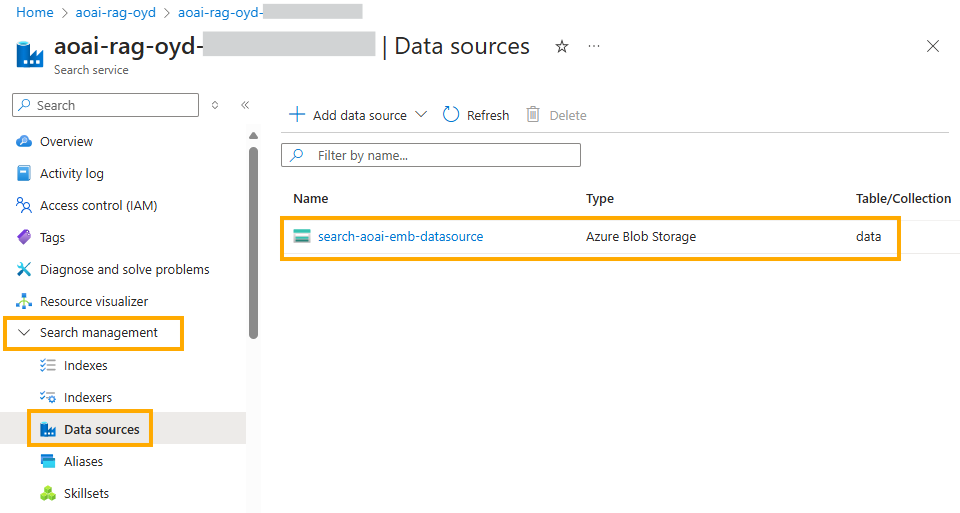 Home > aoai-rag-oyd > aoai-rag-oyd-
aoai-rag-oyd- | Data sources
Search service
Search
Add data source
Refresh
Delete
Overview
Activity log
Access control (IAM)
Tags
Diagnose and solve problems
Resource visualizer
Search management
Indexes
Indexers
Data sources
Aliases
Skillsets
Filter by name...
Name Type Table/Collection
search-aoai-emb-datasource Azure Blob Storage data